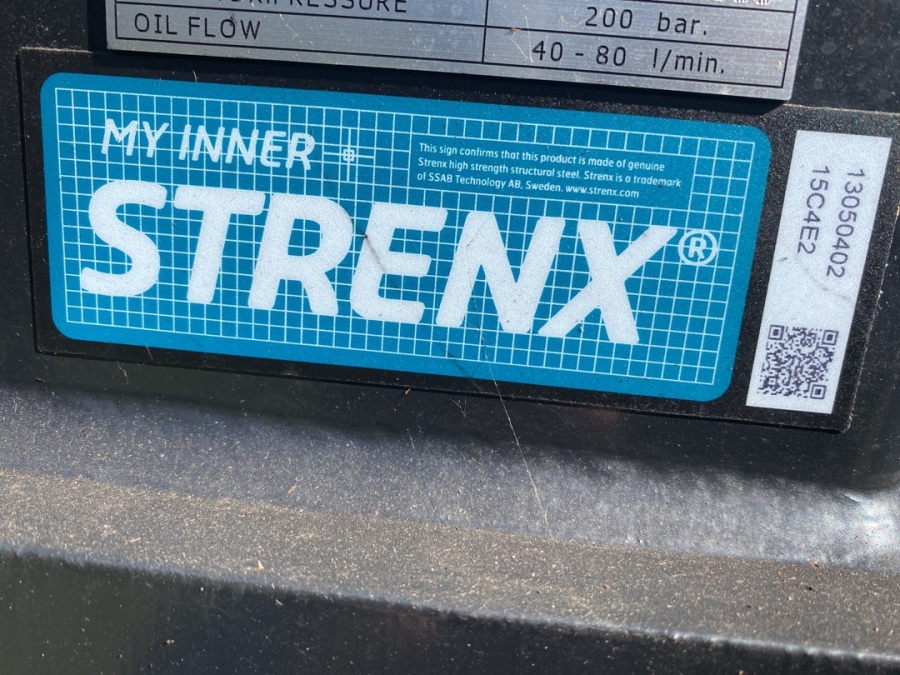 PRESSURE
200 bar.
OIL FLOW
40 - 80 l/min.
MY INNER
STRENX®
This sign confirms that this product is made of genuine
Strenx high strength structural steel. Strenx is a trademark
of SSAB Technology AB, Sweden. www.strenx.com
13050402
15C4E2